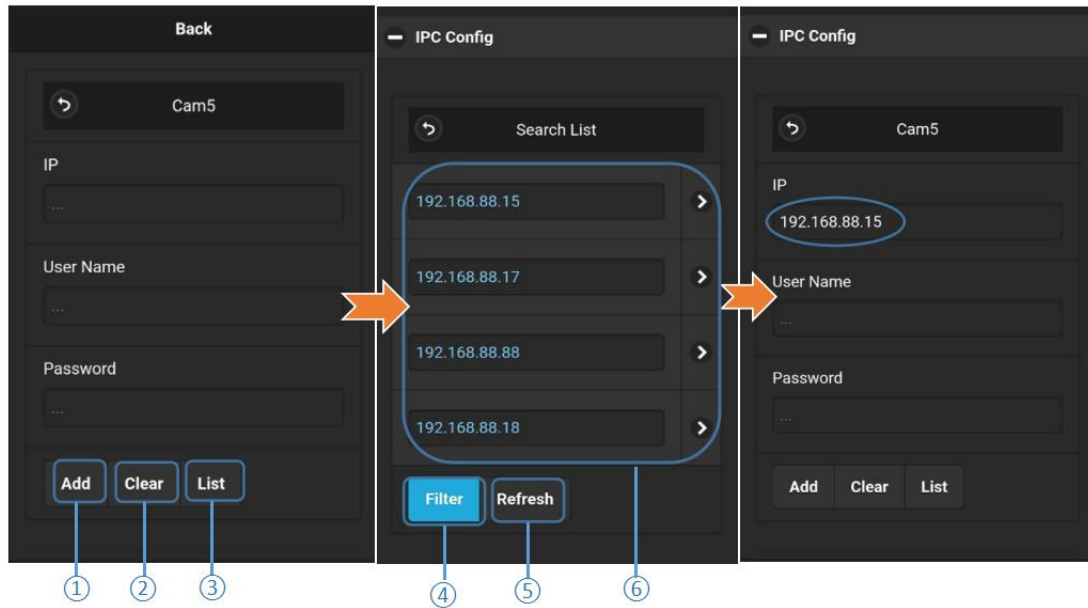 Back
Cam5
IP
...
User Name
...
Password
...
Add Clear List
① ② ③
IPC Config
Search List
192.168.88.15
192.168.88.17
192.168.88.88
192.168.88.18
Filter Refresh
④ ⑤ ⑥
IPC Config
Cam5
IP
192.168.88.15
User Name
...
Password
...
Add Clear List